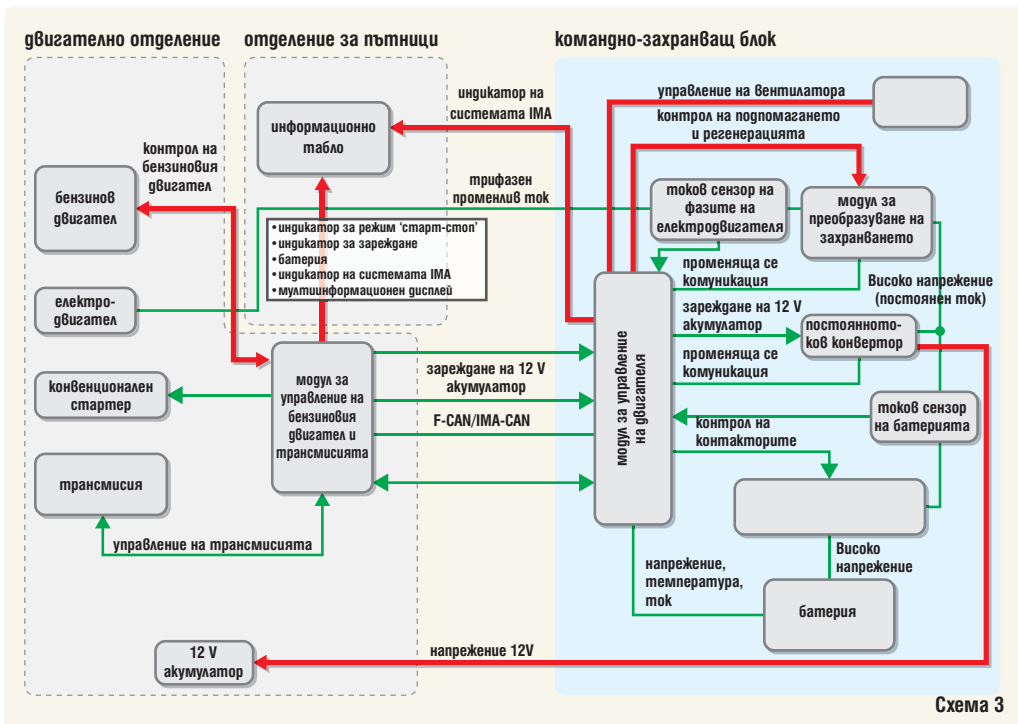 двигателно отделение
отделение за пътници
командно-захранващ блок
индикатор на
системата IMA
управление на вентилатора
контрол на подпомагането
и регенерацията
информационно
табло
контрол на
бензиновия
двигател
бензинов
двигател
трифазен
променлив ток
токов сензор на
фазите на
електродвигателя
модул за
преобразуване на
захранването
•индикатор за режим 'старт-стоп'
•индикатор за зареждане
•батерия
•индикатор на системата IMA
•мултиинформационен дисплей
електро-
двигател
променяща се
комуникация
Високо напрежение
(постоянен ток)
зареждане на 12 V
акумулатор
постояннотo-
ков конвертор
модул за управление
на двигателя
модул за
управление на
бензиновия
двигател и
трансмисията
зареждане на 12 V
акумулатор
променяща се
комуникация
конвенционален
стартер
F-CAN/IMA-CAN
токов сензор
на батерията
контрол на
контакторите
трансмисия
управление на трансмисията
Високо
напрежение
напрежение,
температура,
ток
батерия
12 V
акумулатор
напрежение 12V
Схема 3